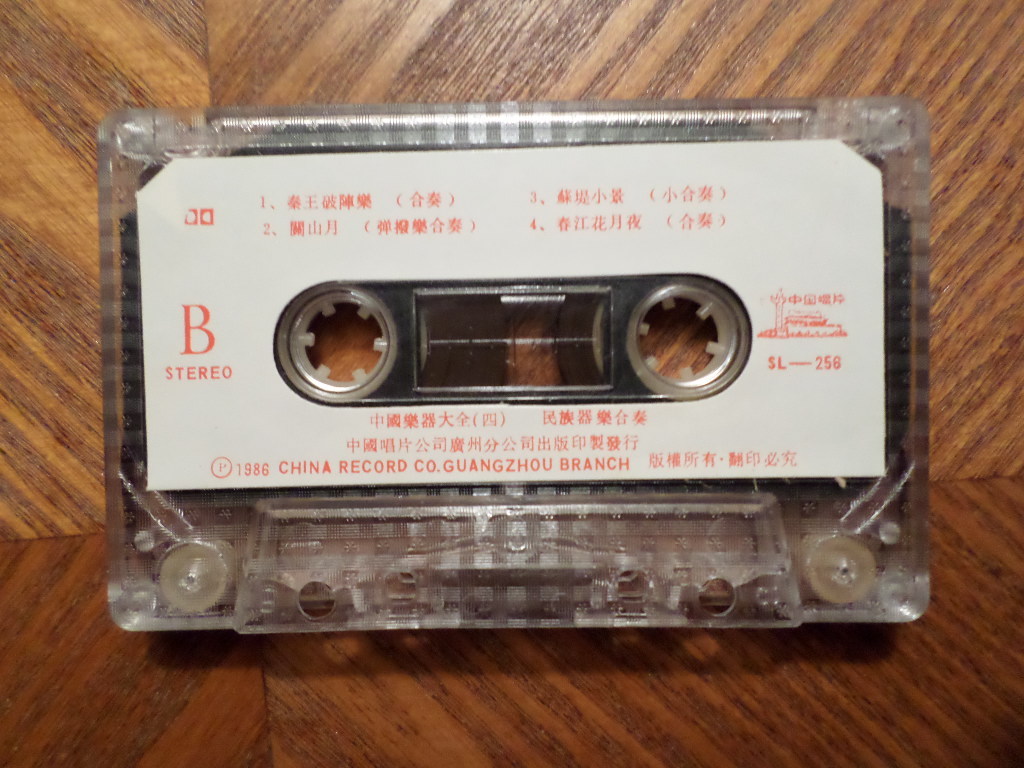 1、秦王破陣樂 （合奏）
2、關山月 （弹撥樂合奏）
3、蘇堤小景 （小合奏）
4、春江花月夜 （合奏）
B
STEREO
中国唱片
SL—256
中國樂器大全(四) 民族器樂合奏
中國唱片公司廣州分公司出版印製發行
Ⓟ1986 CHINA RECORD CO.GUANGZHOU BRANCH 版權所有·翻印必究